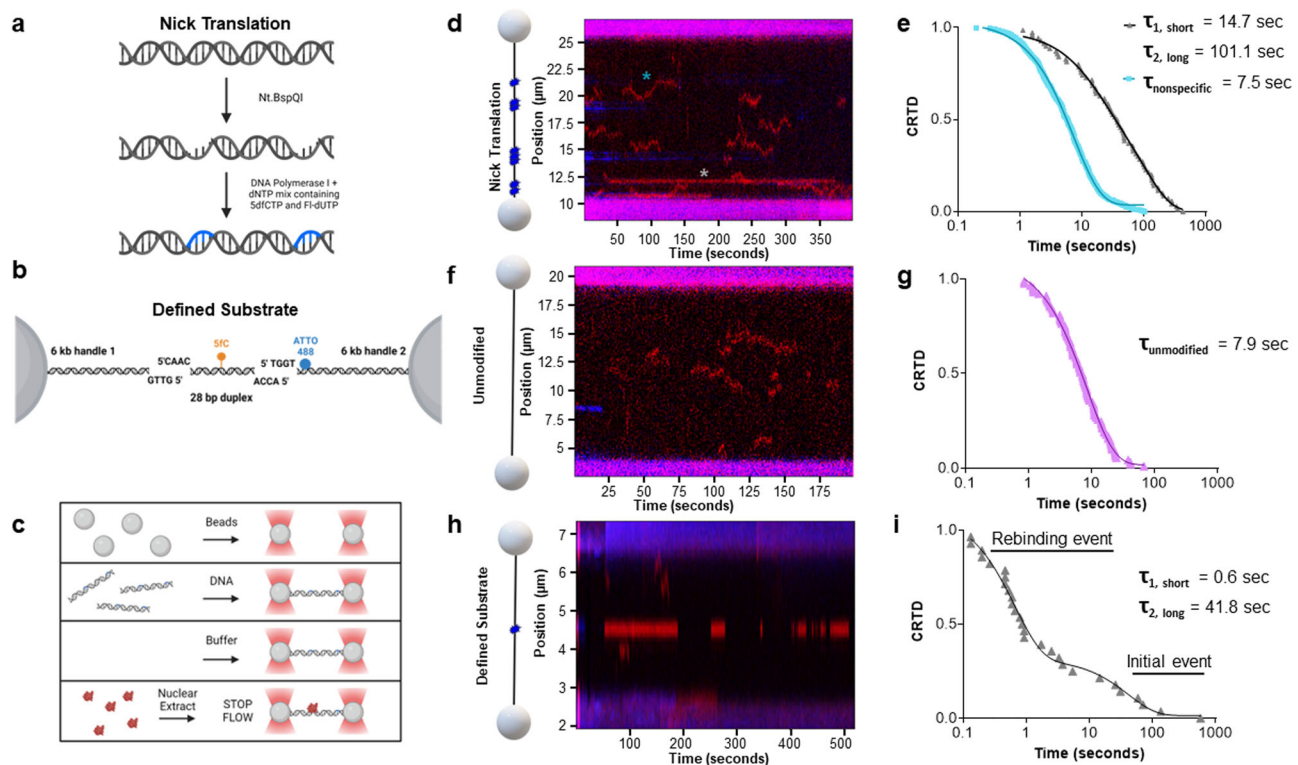 a
Nick Translation
Nt.BspQI
DNA Polymerase I +
dNTP mix containing
5dfCTP and Fl-dUTP
b
Defined Substrate
6 kb handle 1
5'CAAC
5fC
5' TGGT
ATTO
488
6 kb handle 2
GTTG 5'
ACCA 5'
28 bp duplex
c
Beads
DNA
Buffer
Nuclear
Extract
STOP
FLOW
d
Nick Translation
Position (µm)
25
22.5
20
17.5
15
12.5
10
*
*
50 100 150 200 250 300 350
Time (seconds)
e
CRTD
1.0
0.5
0.0
0.1 1 10 100 1000
Time (seconds)
τ1, short = 14.7 sec
τ2, long = 101.1 sec
τnonspecific = 7.5 sec
f
Unmodified
Position (µm)
20
17.5
15
12.5
10
7.5
5
25 50 75 100 125 150 175
Time (seconds)
g
CRTD
1.0
0.5
0.0
0.1 1 10 100 1000
Time (seconds)
τunmodified = 7.9 sec
h
Defined Substrate
Position (µm)
7
6
5
4
3
2
100 200 300 400 500
Time (seconds)
i
CRTD
1.0
0.5
0.0
0.1 1 10 100 1000
Time (seconds)
Rebinding event
τ1, short = 0.6 sec
τ2, long = 41.8 sec
Initial event